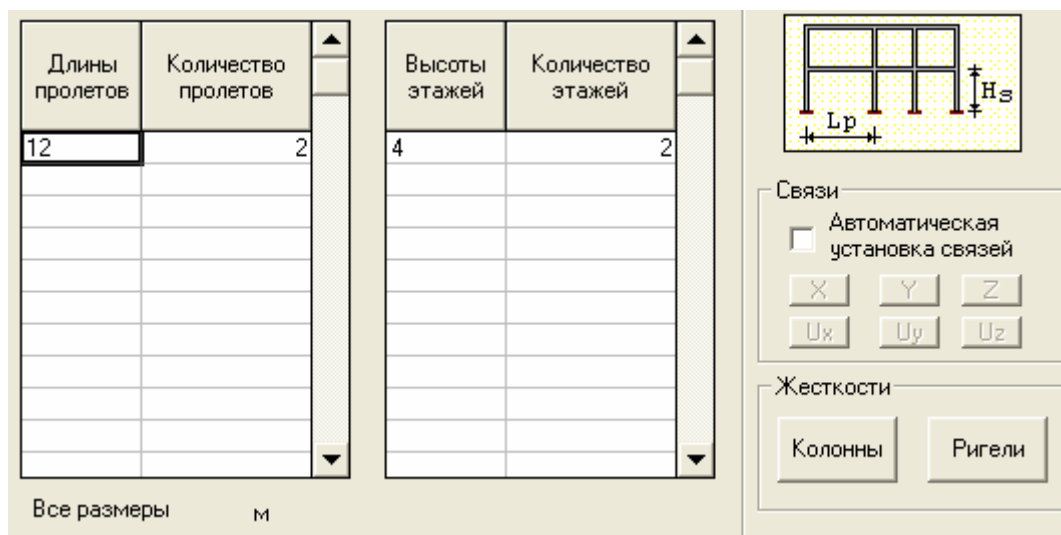 Длины
пролетов
Количество
пролетов
12
2
Высоты
этажей
Количество
этажей
4
2
Все размеры м
Hs
Lp
Связи
Автоматическая
установка связей
X Y Z
Ux Uy Uz
Жесткости
Колонны Ригели